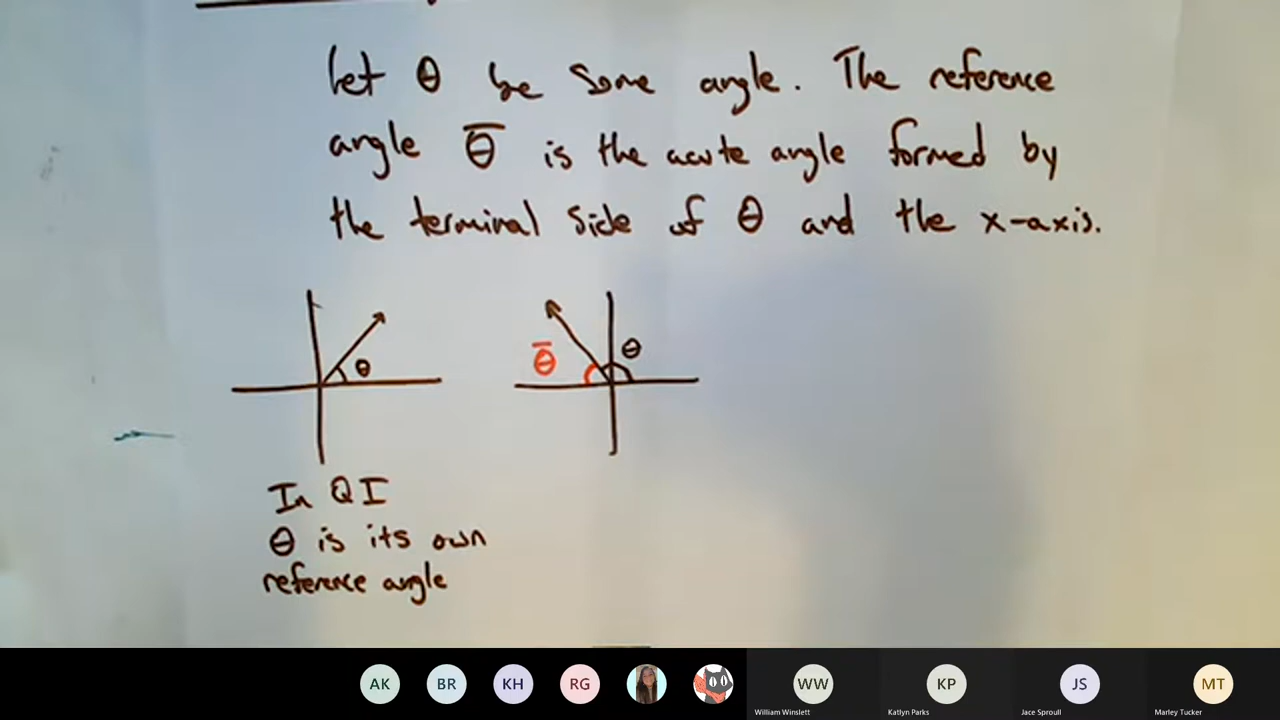 Let θ be some angle. The reference
angle θ̅ is the acute angle formed by
the terminal side of θ and the x-axis.
θ
θ̅
θ
In QI
θ is its own
reference angle
AK
BR
KH
RG
WW
KP
JS
MT
William Winslett
Katlyn Parks
Jace Sproull
Marley Tucker